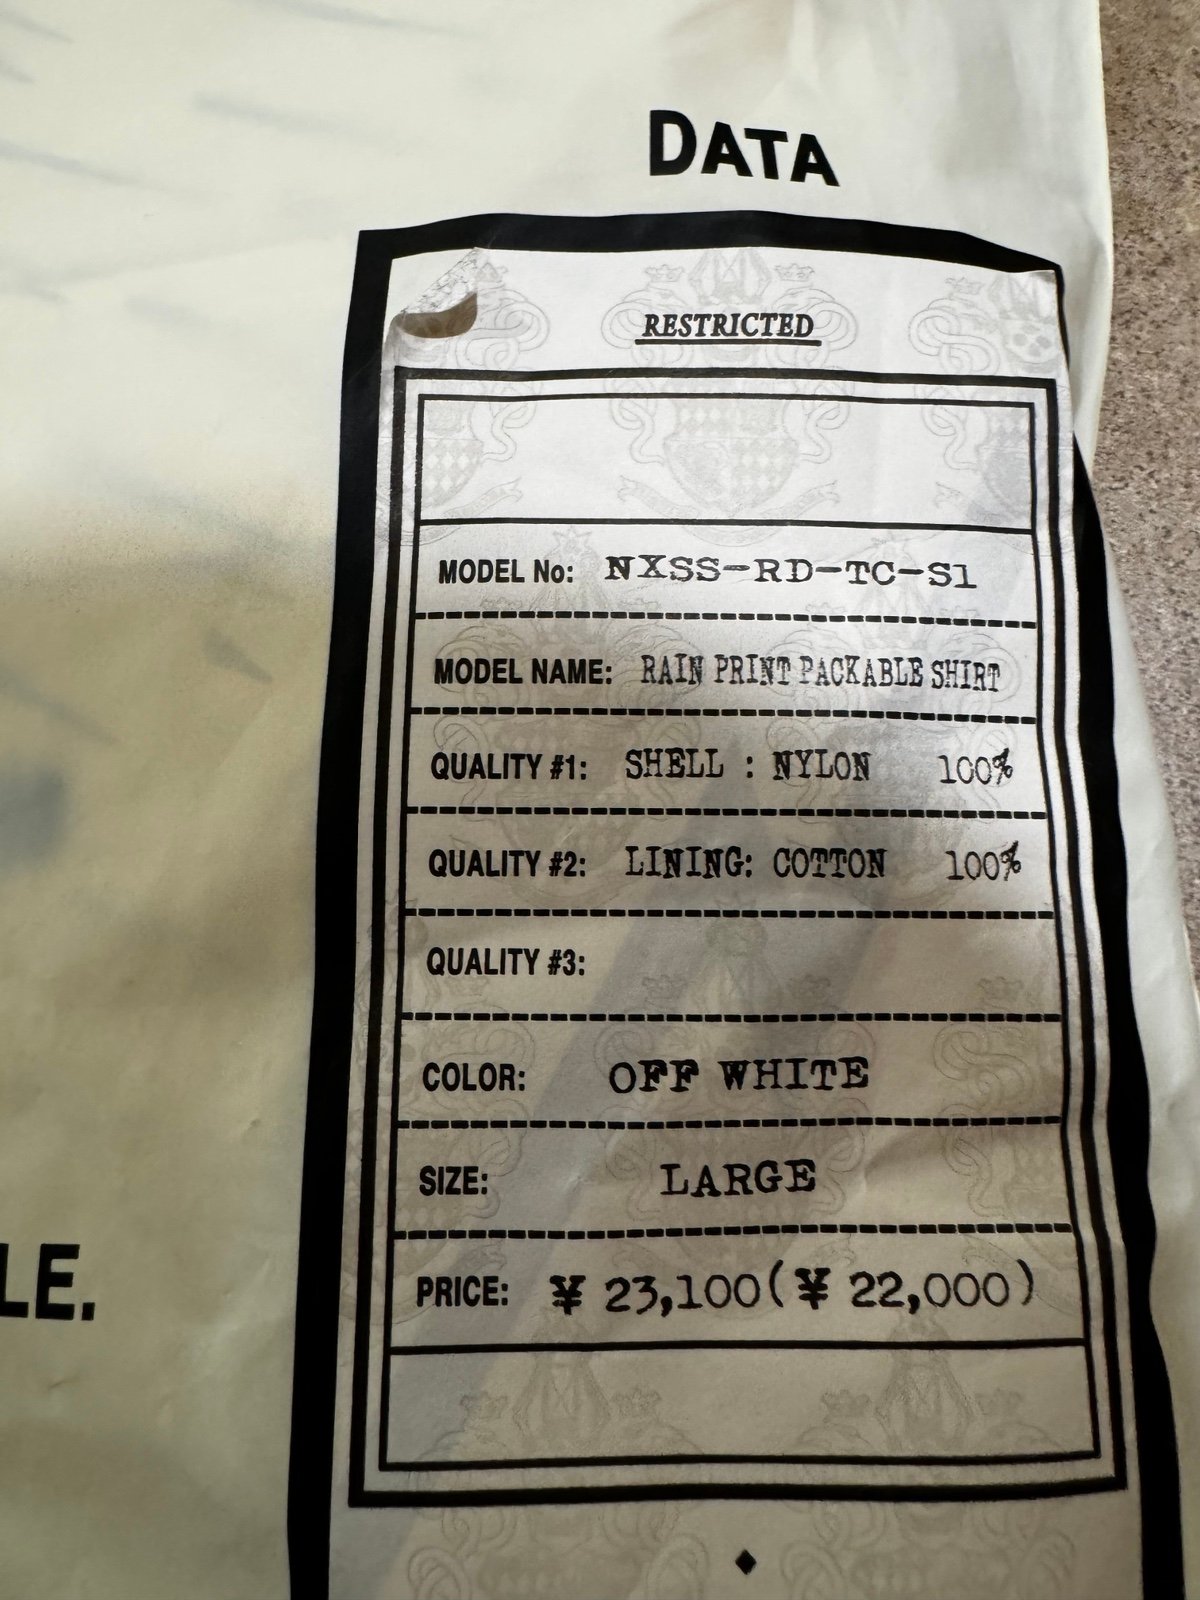 DATA
RESTRICTED
MODEL No: NXSS-RD-TC-S1
MODEL NAME: RAIN PRINT PACKABLE SHIRT
QUALITY #1: SHELL : NYLON 100%
QUALITY #2: LINING: COTTON 100%
QUALITY #3:
COLOR: OFF WHITE
SIZE: LARGE
LE.
PRICE: ¥ 23,100(¥ 22,000)